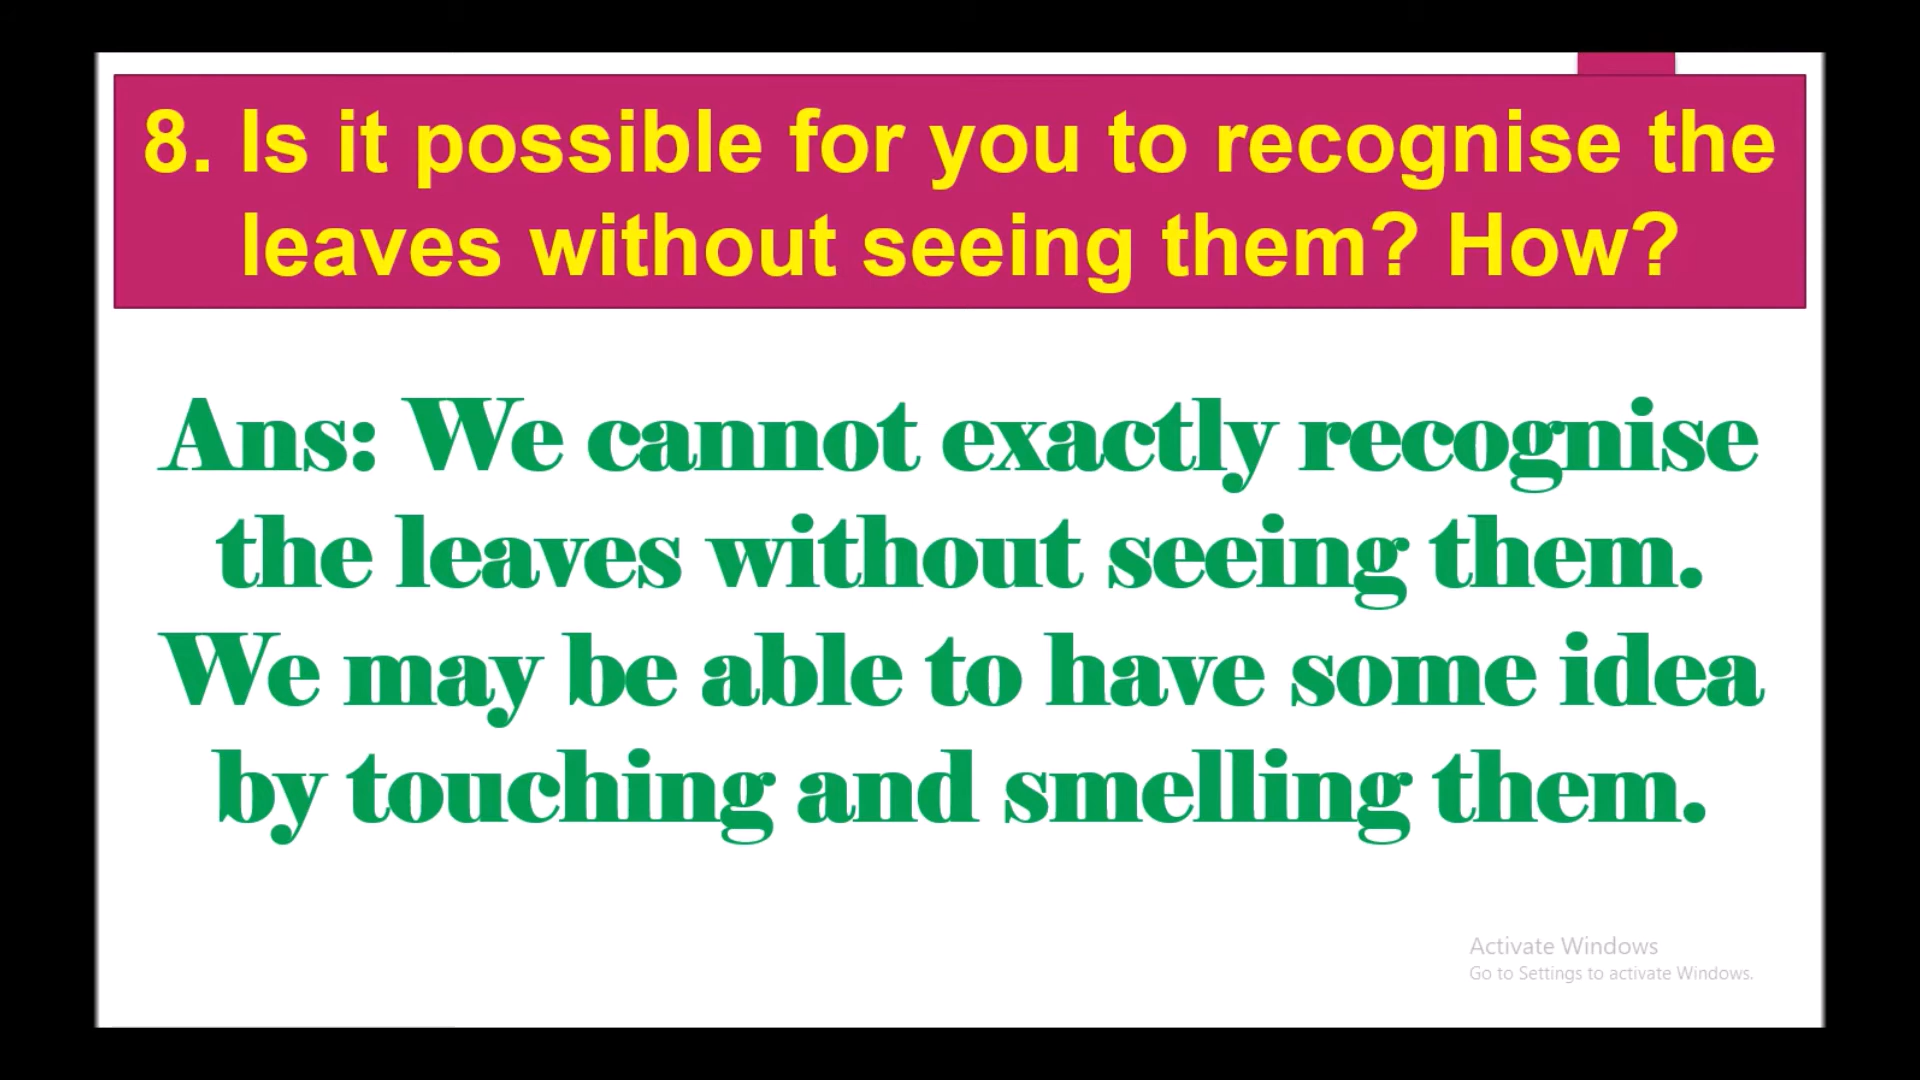 8. Is it possible for you to recognise the
leaves without seeing them? How?
Ans: We cannot exactly recognise
the leaves without seeing them.
We may be able to have some idea
by touching and smelling them.
Activate Windows
Go to Settings to activate Windows.